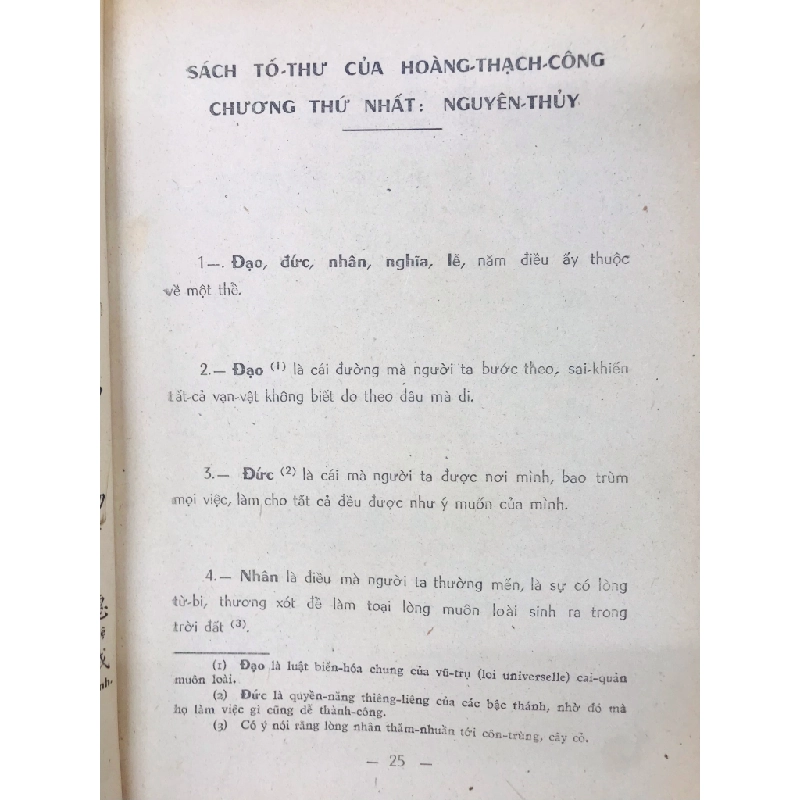 SÁCH TỐ-THƯ CỦA HOÀNG-THẠCH-CÔNG
CHƯƠNG THỨ NHẤT: NGUYÊN-THỦY
1—. Đạo, đức, nhân, nghĩa, lễ, năm điều ấy thuộc
về một thể.
2.— Đạo (1) là cái đường mà người ta bước theo, sai-khiến
tất-cả vạn-vật không biết do theo đâu mà đi.
3.— Đức (2) là cái mà người ta được nơi mình, bao trùm
mọi việc, làm cho tất cả đều được như ý muốn của mình.
4.— Nhân là điều mà người ta thường mến, là sự có lòng
từ-bi, thương xót để làm toại lòng muôn loài sinh ra trong
trời đất (3).
(1) Đạo là luật biến-hóa chung của vũ-trụ (loi universelle) cai-quản
muôn loài.
(2) Đức là quyền-năng thiêng-liêng của các bậc thánh, nhờ đó mà
họ làm việc gì cũng dễ thành-công.
(3) Có ý nói rằng lòng nhân thấm-nhuần tới côn-trùng, cây cỏ.
— 25 —